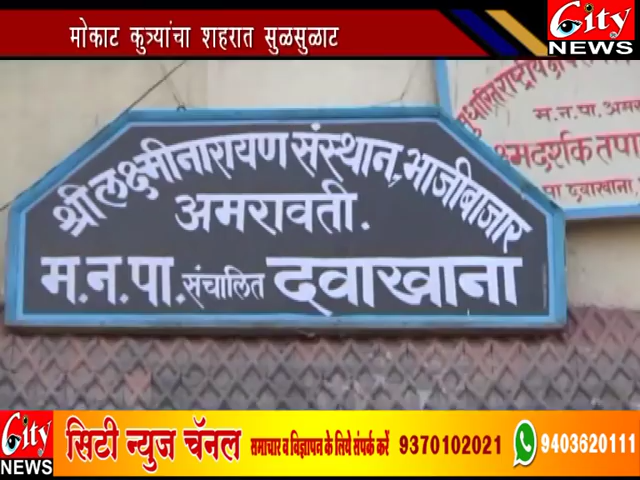 मोकाट कुत्र्यांचा शहरात सुळसुळाट
City
NEWS
म.न.पा. अमरा
दवाखाना,
श्री लक्ष्मीनारायण संस्थान, भाजीबाजार
अमरावती.
म.न.पा. संचालित दवाखाना
City
NEWS
सिटी न्युज चॅनल समाचार व विज्ञापन के लिये संपर्क करें 9370102021 9403620111